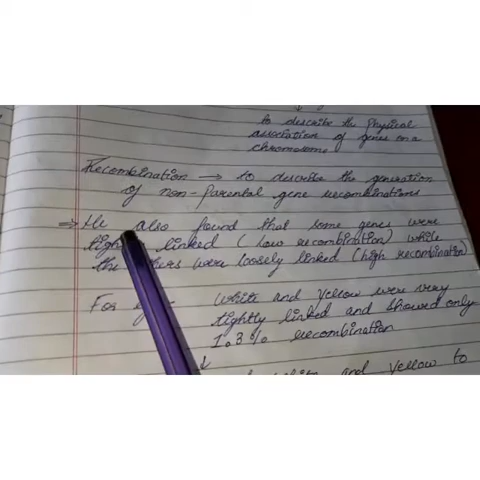 to describe the Physical
association of genes on a
chromosome
Recombination → to describe the generation
of non-Parental gene recombinations
⇒ He also found that some genes were
linked (low recombination) while
the were loosely linked (high recombination)
For eg - white and yellow were very
tightly linked and showed only
1.3% recombination
and yellow to